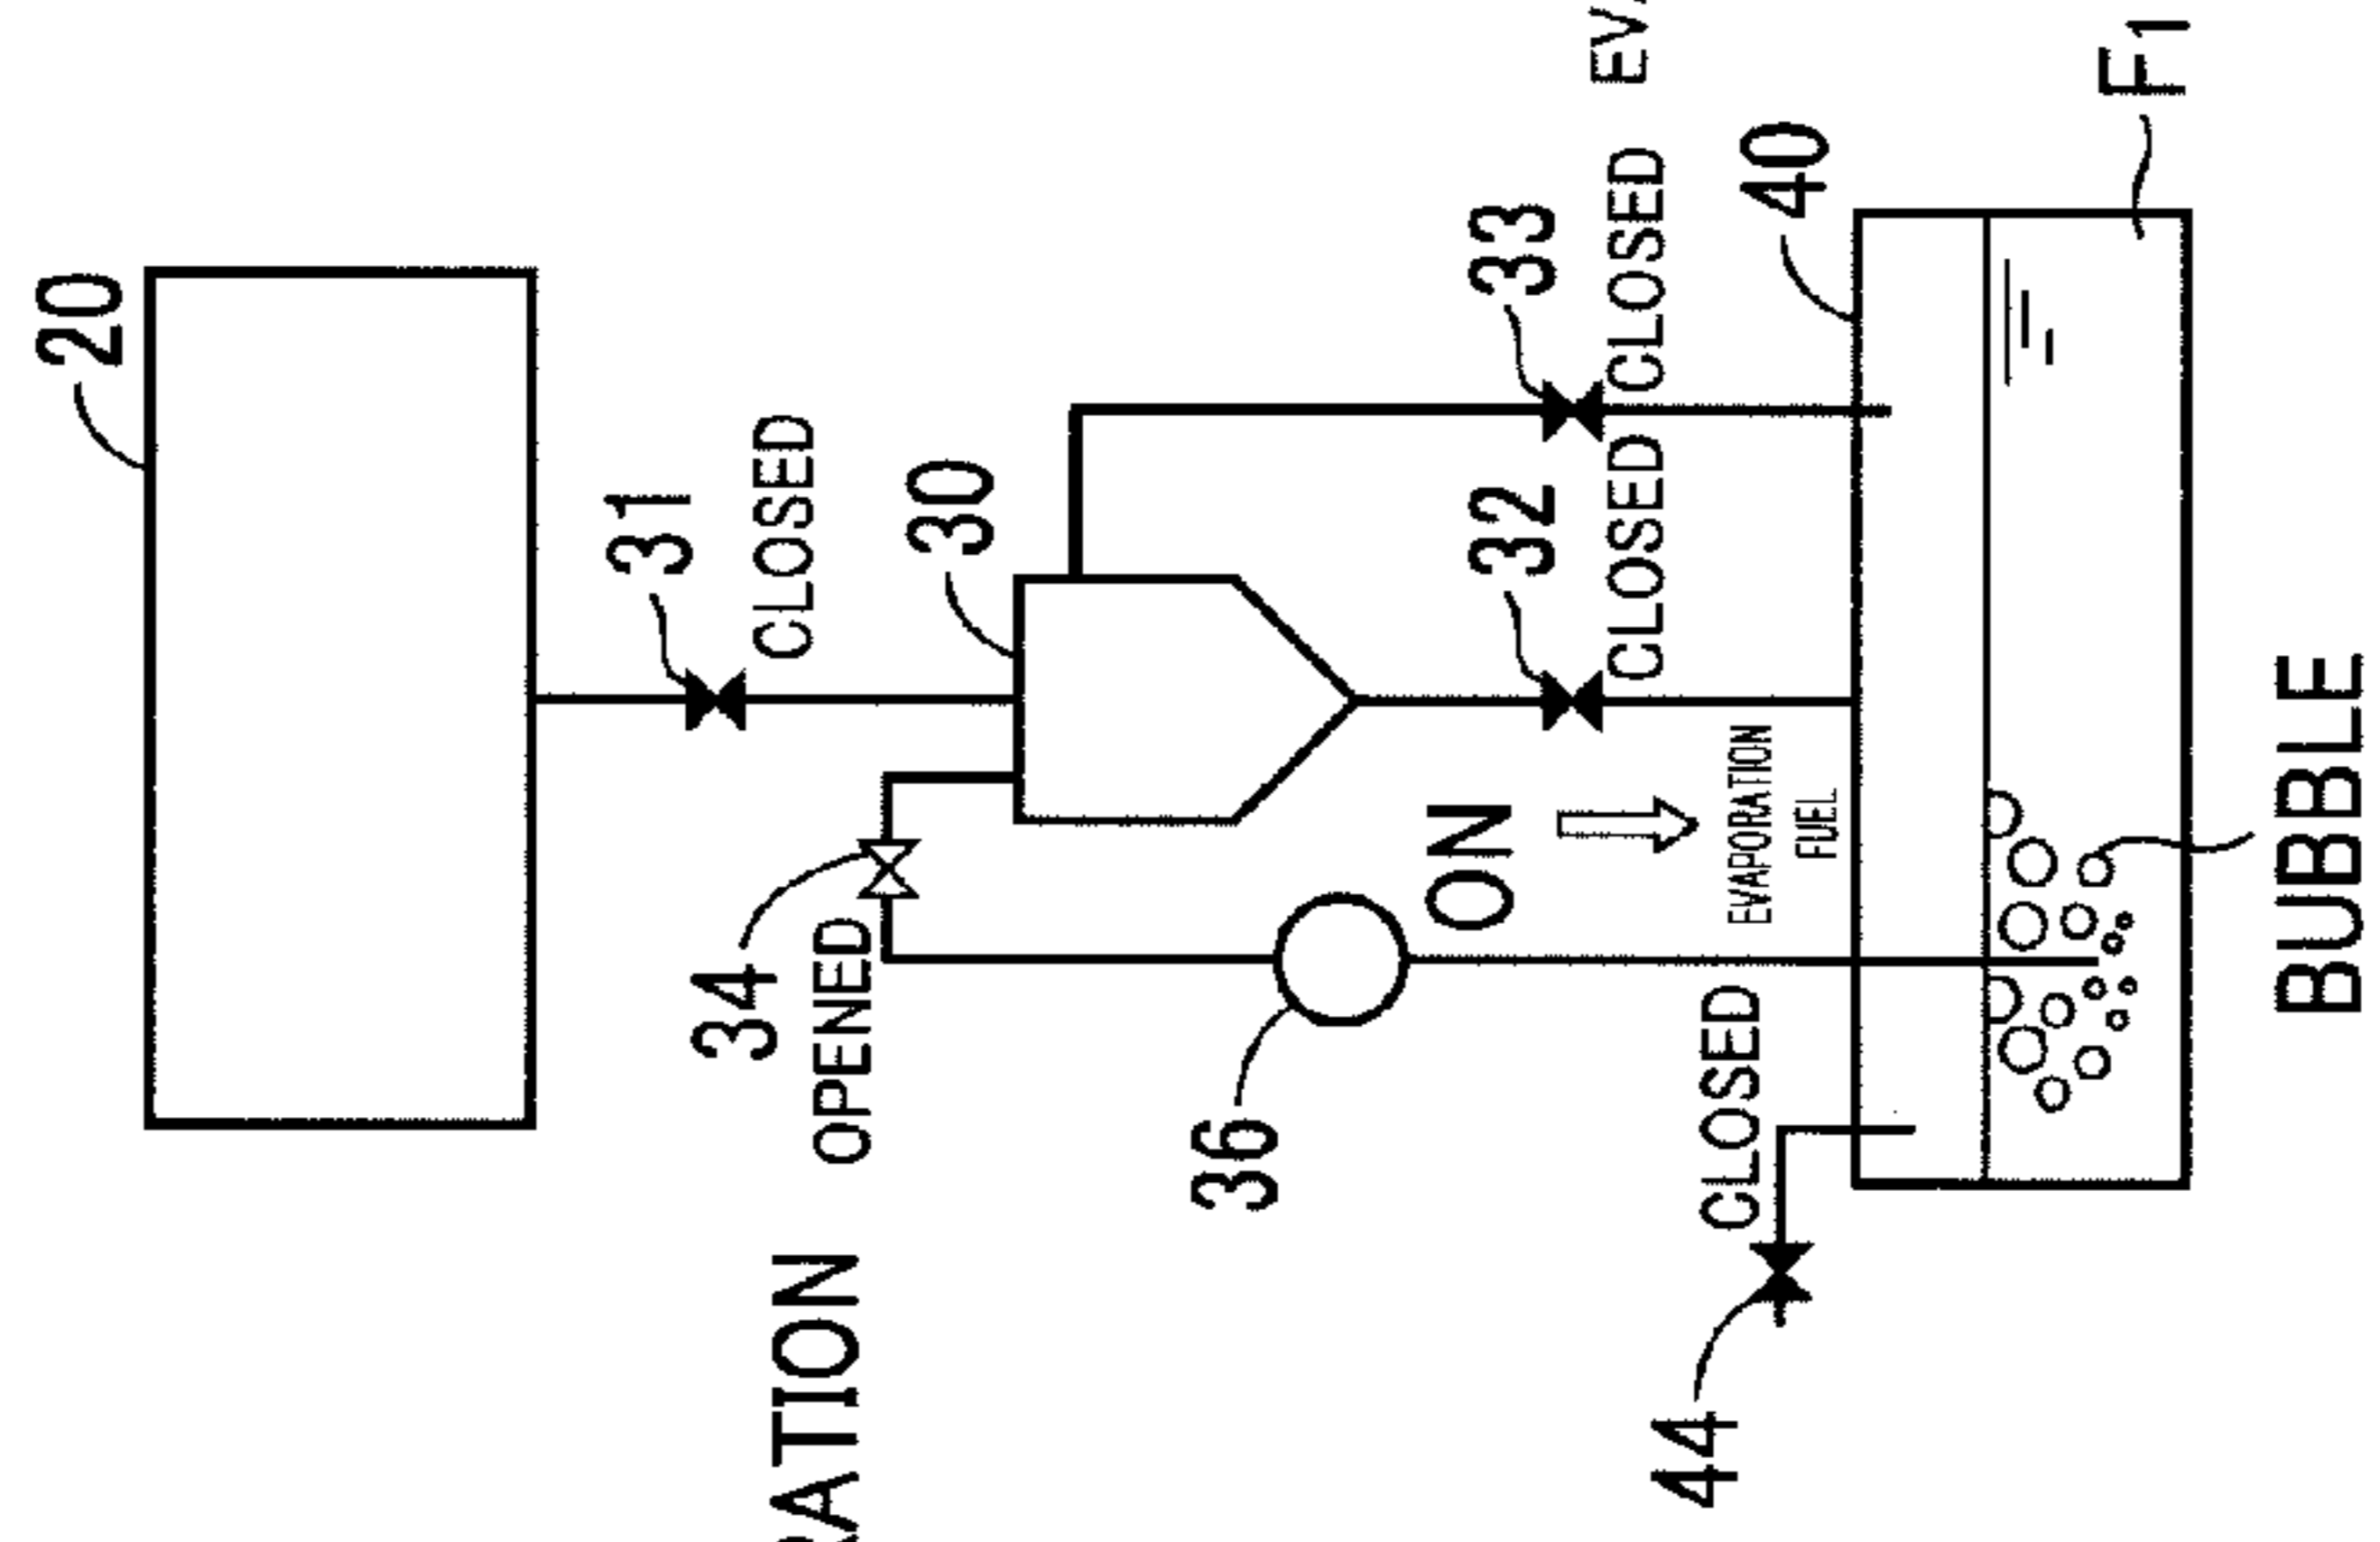 20
31
CLOSED
34
OPENED
30
36
ON
33
CLOSED
32
CLOSED
EVAPORATION
FUEL
40
F1
44
CLOSED
BUBBLE
RATION
EVA